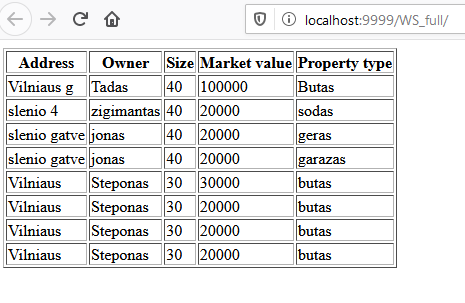 localhost:9999/WS_full/
Address Owner Size Market value Property type
Vilniaus g Tadas 40 100000 Butas
slenio 4 zigimantas 40 20000 sodas
slenio gatve jonas 40 20000 geras
slenio gatve jonas 40 20000 garazas
Vilniaus Steponas 30 30000 butas
Vilniaus Steponas 30 20000 butas
Vilniaus Steponas 30 20000 butas
Vilniaus Steponas 30 20000 butas